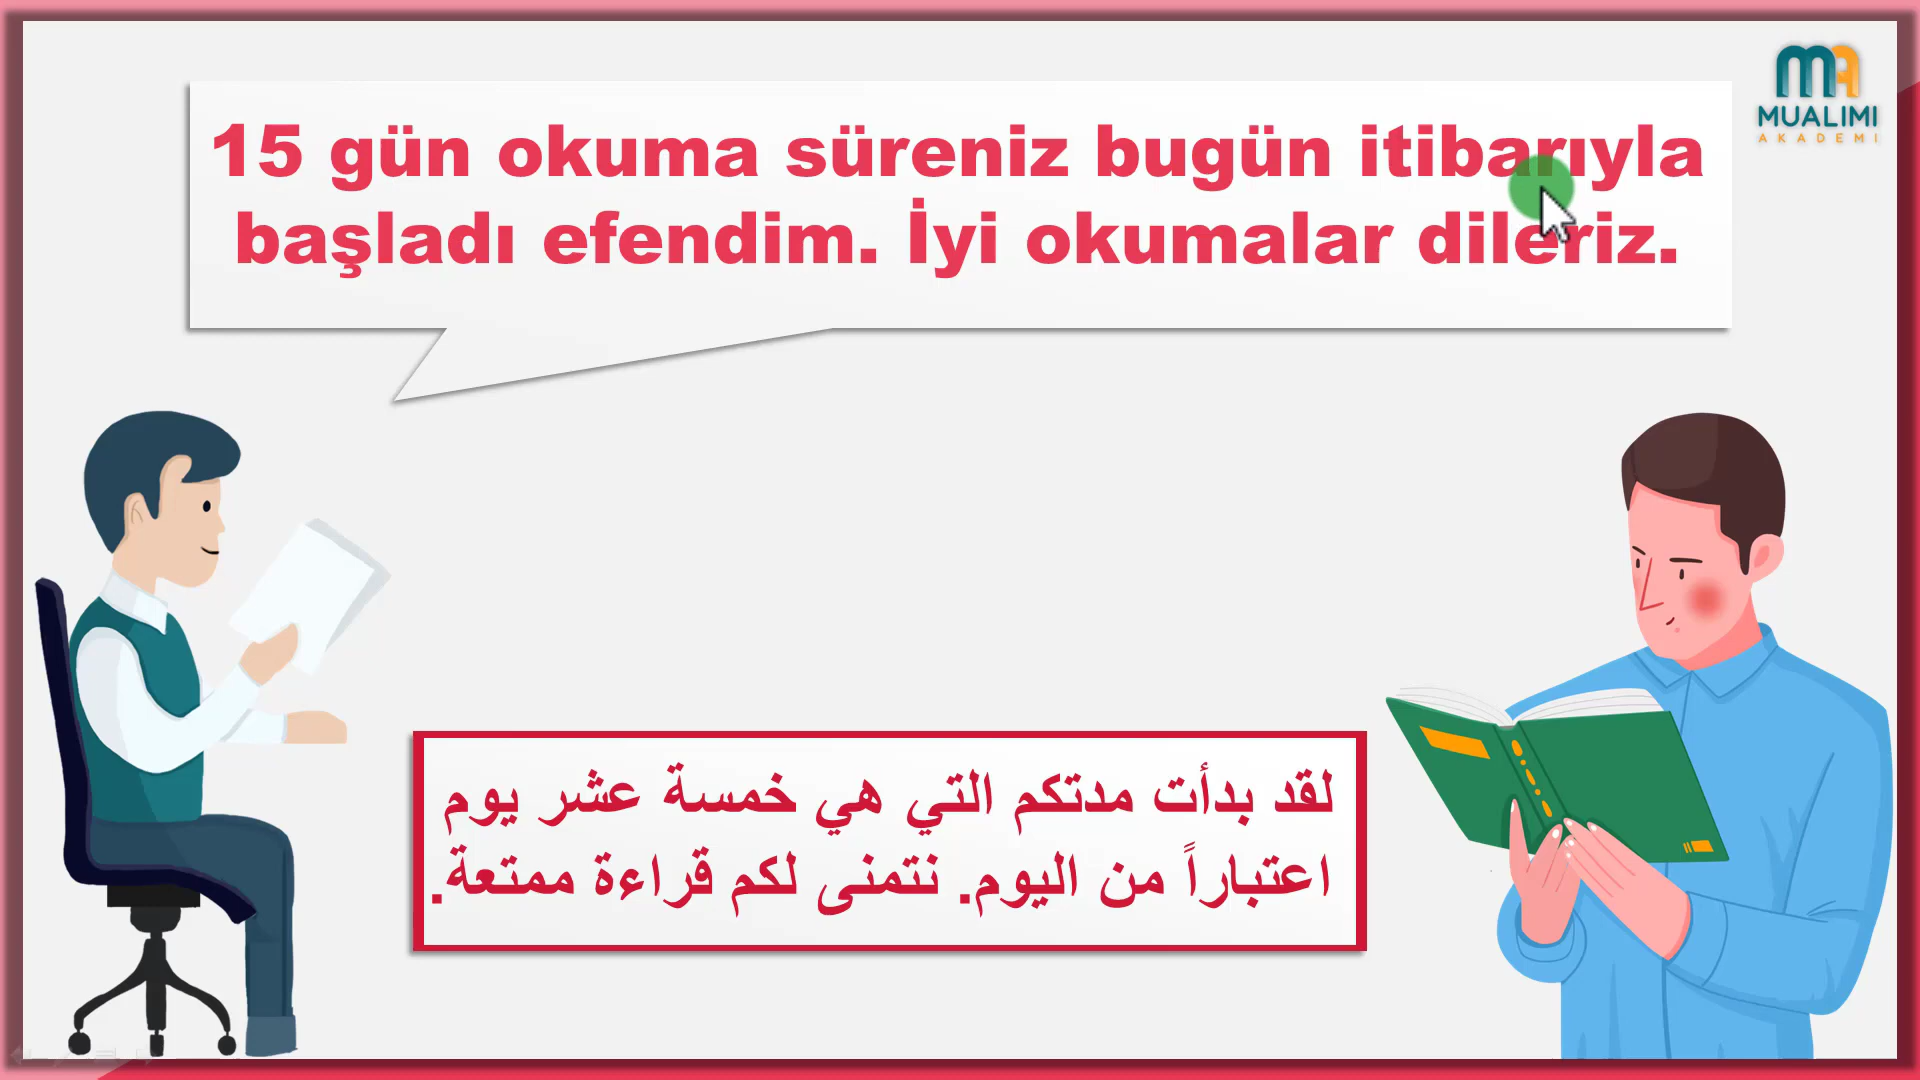 MUALIMI
AKADEMI
15 gün okuma süreniz bugün itibarıyla
başladı efendim. İyi okumalar dileriz.
لقد بدأت مدتكم التي هي خمسة عشر يوم
اعتباراً من اليوم. نتمنى لكم قراءة ممتعة.